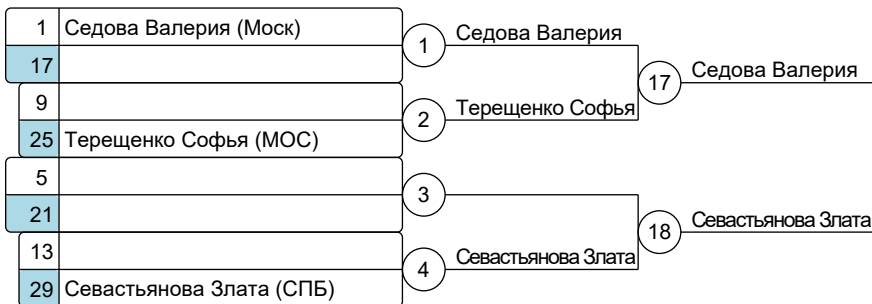 1 Седова Валерия (Моск)
17
1 Седова Валерия
9
25 Терещенко Софья (МОС)
2 Терещенко Софья
17 Седова Валерия
5
21
3
13
29 Севастьянова Злата (СПБ)
4 Севастьянова Злата
18 Севастьянова Злата